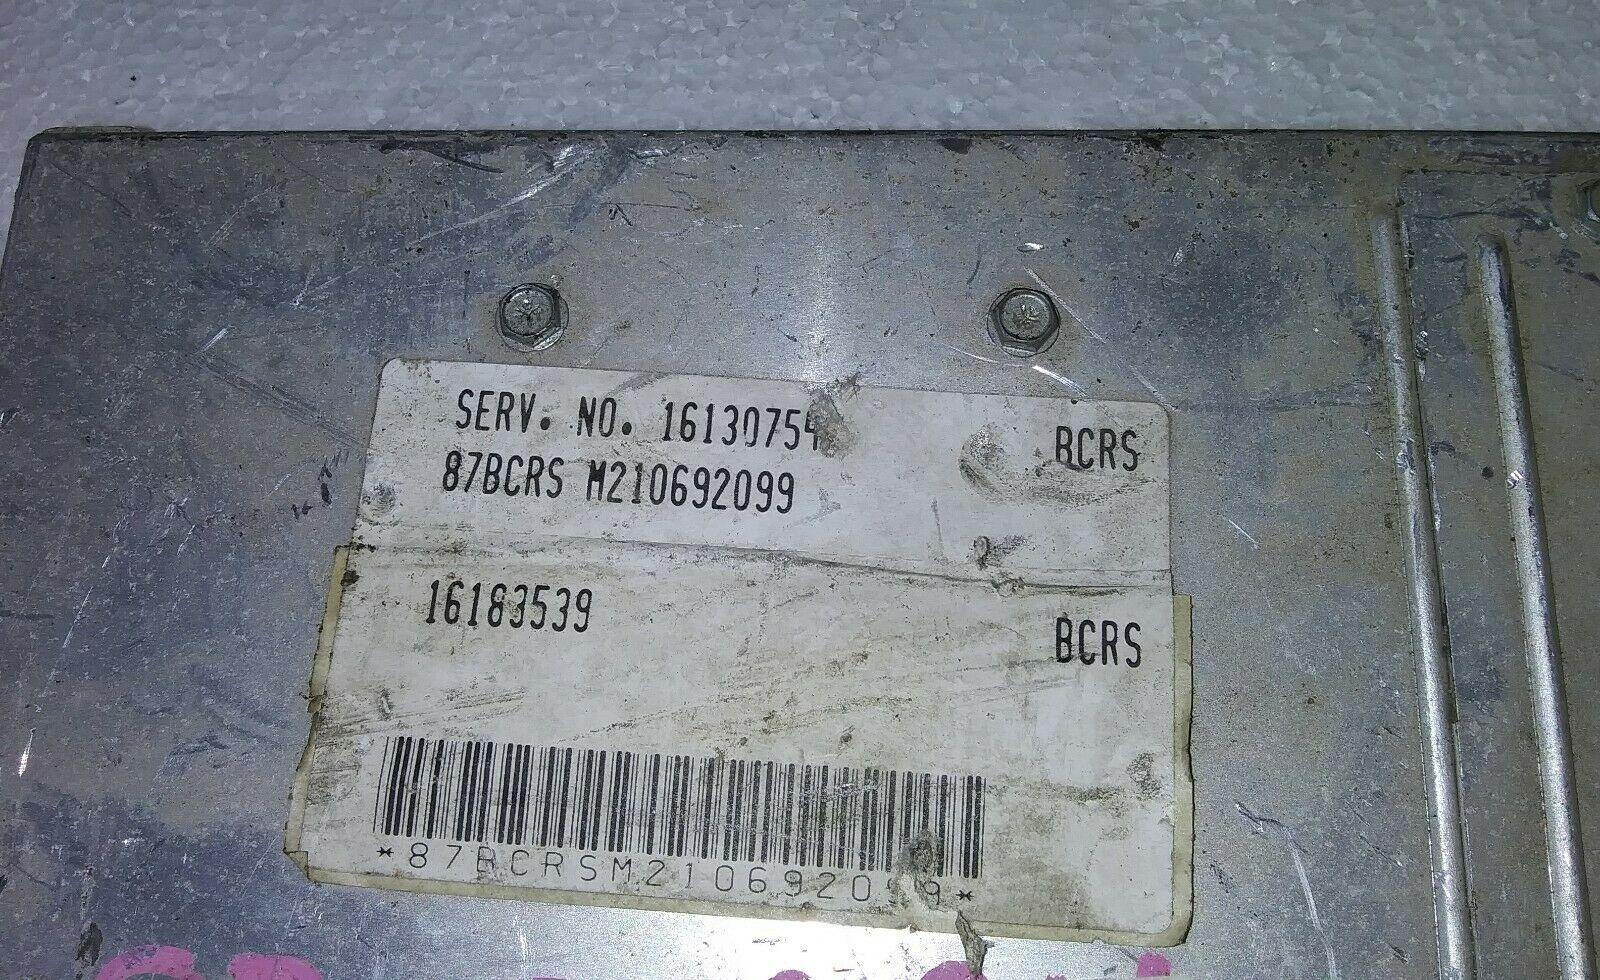 SERV. NO. 16130754 BCRS
87BCRS M210692099
16183539 BCRS
*87BCRSM210692099*